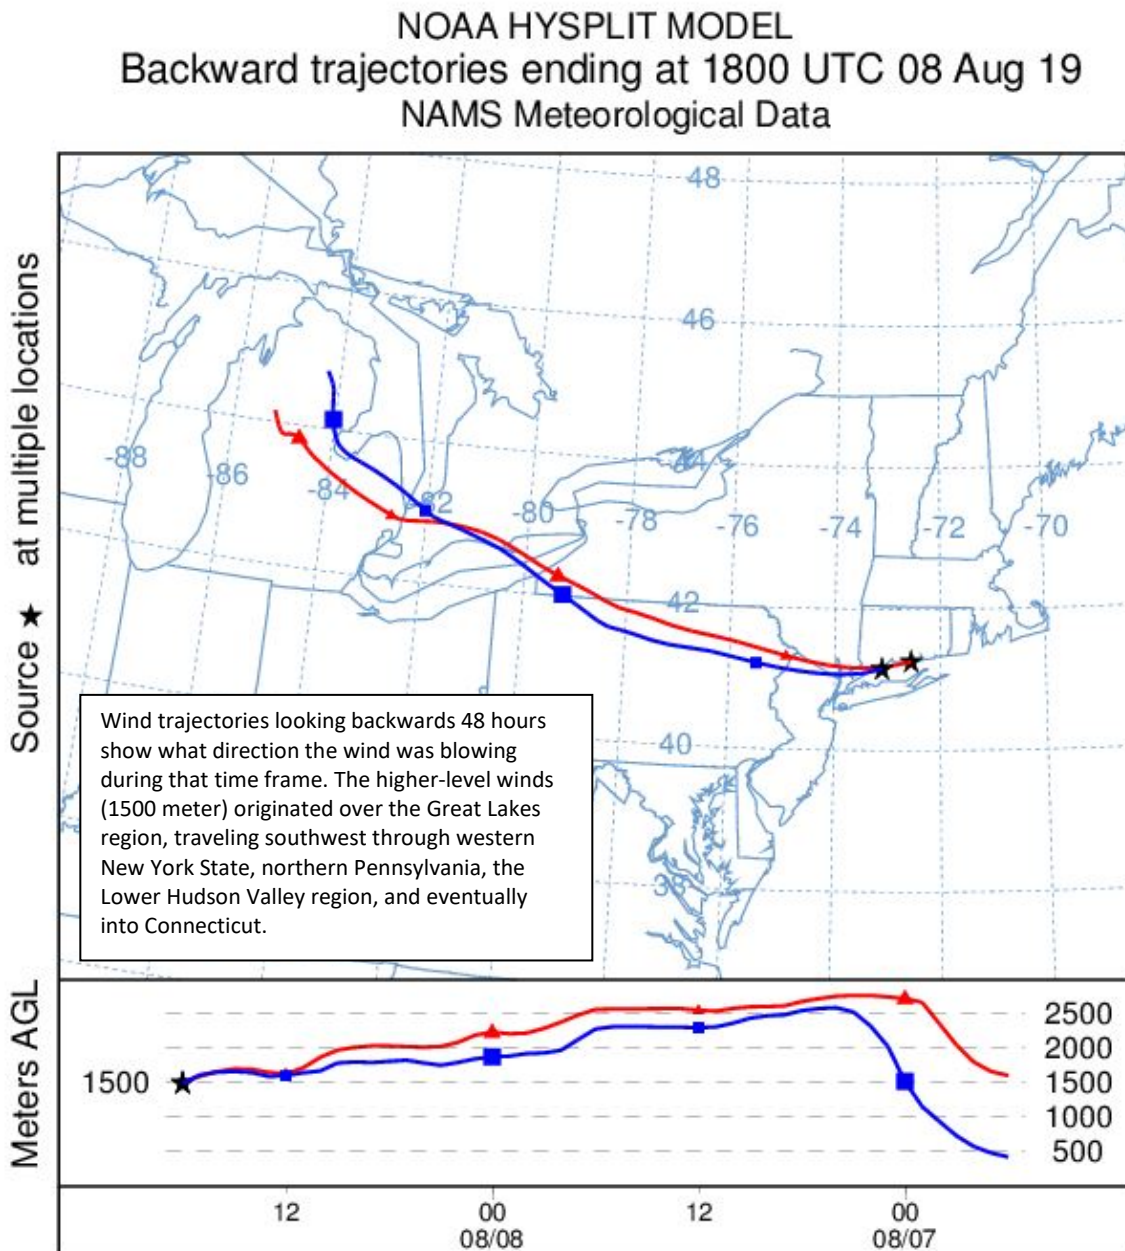 NOAA HYSPLIT MODEL
Backward trajectories ending at 1800 UTC 08 Aug 19
NAMS Meteorological Data
Source ★ at multiple locations
48
46
44
-88
-86
-84
-82
-80
-78
-76
-74
-72
-70
42
40
38
Wind trajectories looking backwards 48 hours
show what direction the wind was blowing
during that time frame. The higher-level winds
(1500 meter) originated over the Great Lakes
region, traveling southwest through western
New York State, northern Pennsylvania, the
Lower Hudson Valley region, and eventually
into Connecticut.
Meters AGL
1500
2500
2000
1500
1000
500
12
00
12
00
08/08
08/07